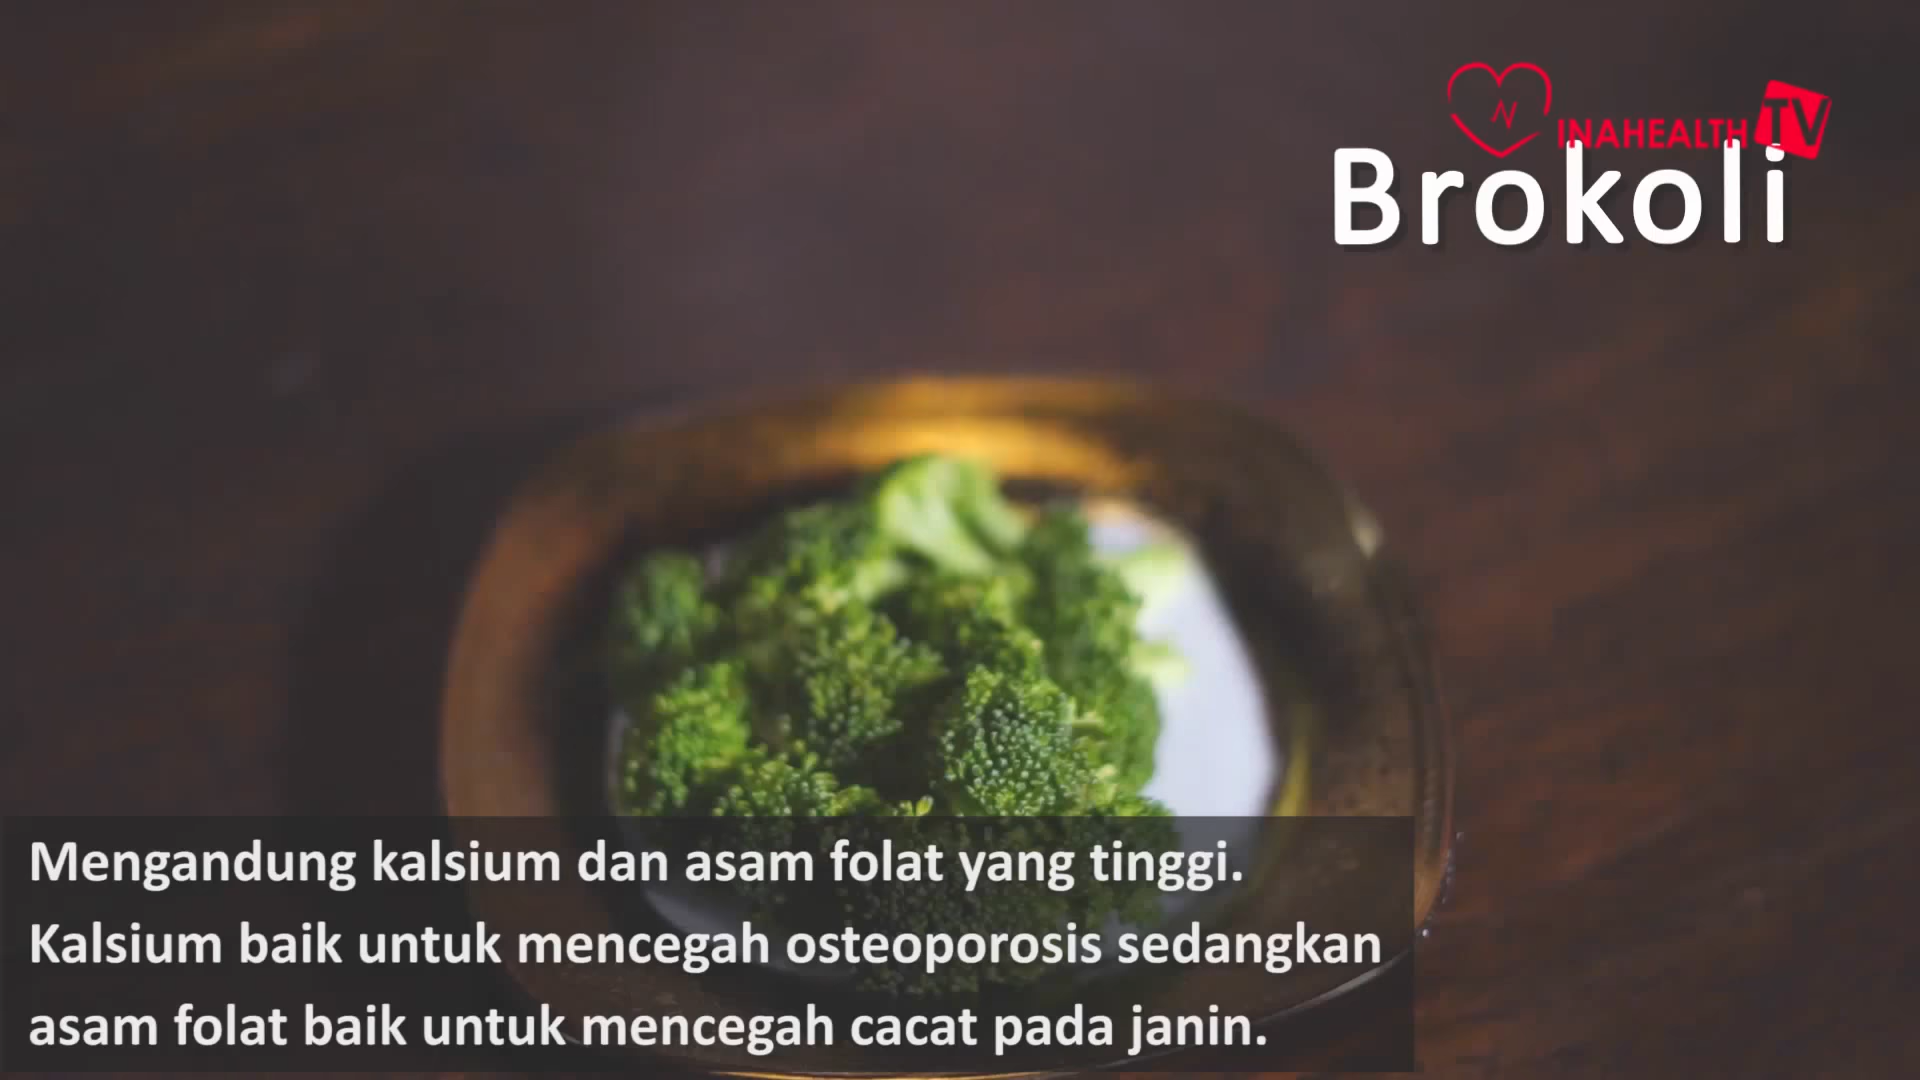 INAHEALTH TV
Brokoli
Mengandung kalsium dan asam folat yang tinggi.
Kalsium baik untuk mencegah osteoporosis sedangkan
asam folat baik untuk mencegah cacat pada janin.